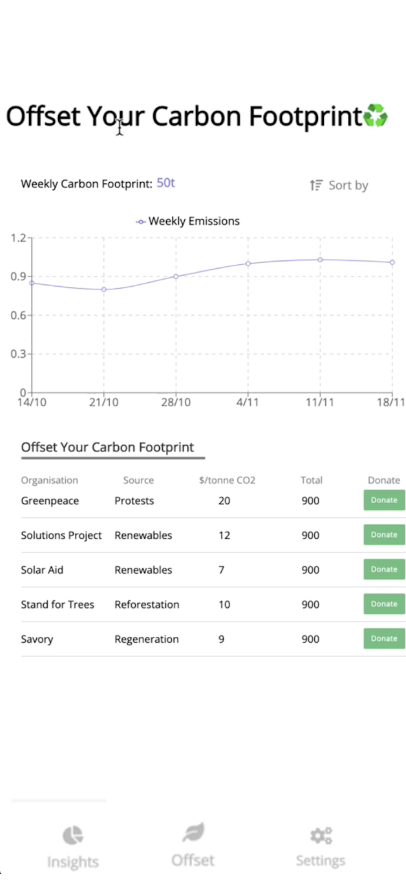 Offset Your Carbon Footprint♻️
Weekly Carbon Footprint: 50t
Sort by
Weekly Emissions
1.2
0.9
0.6
0.3
0
14/10 21/10 28/10 4/11 11/11 18/11
Offset Your Carbon Footprint
Organisation Source $/tonne CO2 Total Donate
Greenpeace Protests 20 900 Donate
Solutions Project Renewables 12 900 Donate
Solar Aid Renewables 7 900 Donate
Stand for Trees Reforestation 10 900 Donate
Savory Regeneration 9 900 Donate
Insights Offset Settings